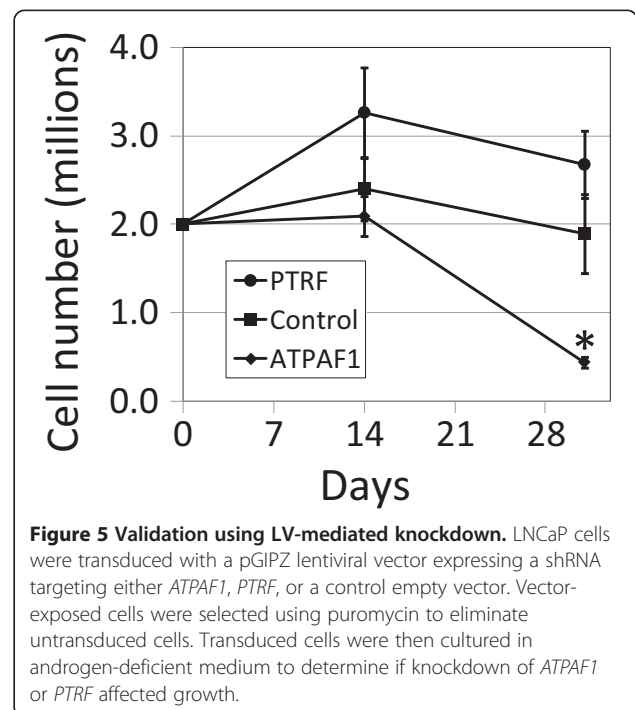 4.0
3.0
2.0
1.0
0.0
Cell number (millions)
PTRF
Control
ATPAF1
*
0 7 14 21 28
Days
Figure 5 Validation using LV-mediated knockdown. LNCaP cells
were transduced with a pGIPZ lentiviral vector expressing a shRNA
targeting either ATPAF1, PTRF, or a control empty vector. Vector-
exposed cells were selected using puromycin to eliminate
untransduced cells. Transduced cells were then cultured in
androgen-deficient medium to determine if knockdown of ATPAF1
or PTRF affected growth.